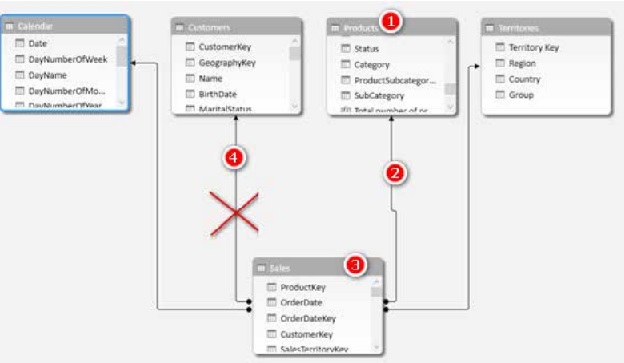 Calendar
Date
DayNumberOfWeek
DayName
DayNumberOfMo...
DayNumberOfYear
Customers
CustomerKey
GeographyKey
Name
BirthDate
MaritalStatus
Products
1
Status
Category
ProductSubcategor...
SubCategory
Total number of pr
Territories
Territory Key
Region
Country
Group
4
2
Sales
3
ProductKey
OrderDate
OrderDateKey
CustomerKey
SalesTerritoryKey